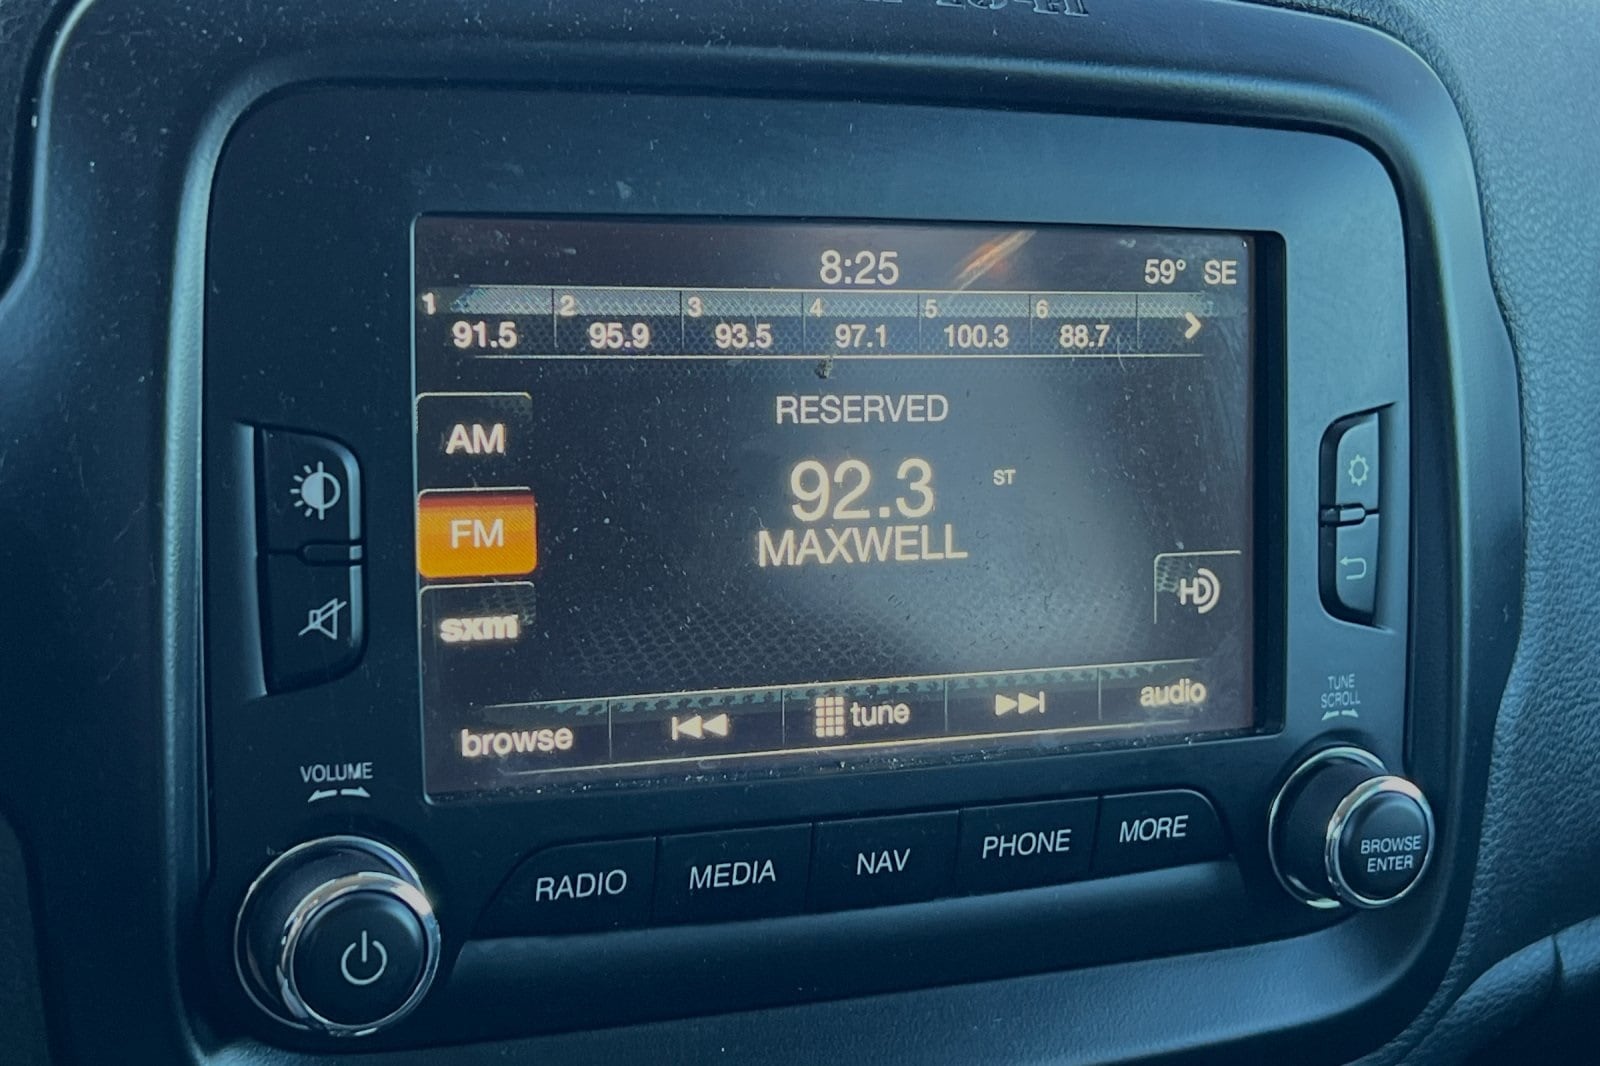 8:25 59° SE
1 2 3 4 5 6
91.5 95.9 93.5 97.1 100.3 88.7
RESERVED
AM
92.3 ST
FM
MAXWELL
HD
sxm
browse tune audio
VOLUME
TUNE
SCROLL
RADIO MEDIA NAV PHONE MORE
BROWSE
ENTER